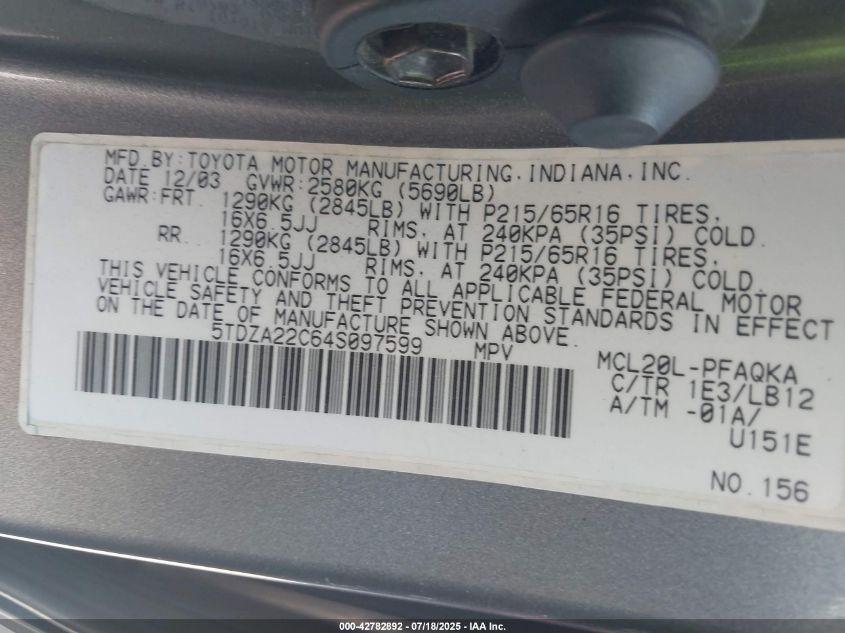 MFD.BY:TOYOTA MOTOR MANUFACTURING,INDIANA,INC.
DATE 12/03 GVWR:2580KG (5690LB)
GAWR:FRT. 1290KG (2845LB) WITH P215/65R16 TIRES,
16X6.5JJ RIMS, AT 240KPA (35PSI) COLD.
RR. 1290KG (2845LB) WITH P215/65R16 TIRES,
16X6.5JJ RIMS, AT 240KPA (35PSI) COLD.
THIS VEHICLE CONFORMS TO ALL APPLICABLE FEDERAL MOTOR
VEHICLE SAFETY AND THEFT PREVENTION STANDARDS IN EFFECT
ON THE DATE OF MANUFACTURE SHOWN ABOVE.
5TDZA22C64S097599 MPV
MCL20L-PFAQKA
C/TR 1E3/LB12
A/TM -01A/
U151E
NO.156
000-42782892 - 07/18/2025 - IAA Inc.